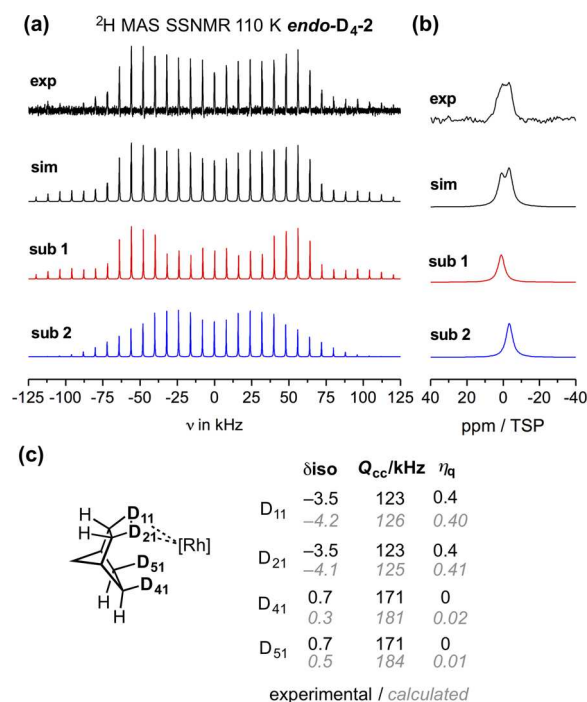 (a) ²H MAS SSNMR 110 K endo-D₄-2 (b)
exp
exp
sim
sim
sub 1
sub 1
sub 2
sub 2
-125 -100 -75 -50 -25 0 25 50 75 100 125
ν in kHz
40 20 0 -20 -40
ppm / TSP
(c)
δiso Qcc/kHz ηq
D₁₁ –3.5 123 0.4
–4.2 126 0.40
D₂₁ –3.5 123 0.4
–4.1 125 0.41
D₄₁ 0.7 171 0
0.3 181 0.02
D₅₁ 0.7 171 0
0.5 184 0.01
experimental / calculated
H D₁₁
H D₂₁ [Rh]
D₅₁
H D₄₁
H